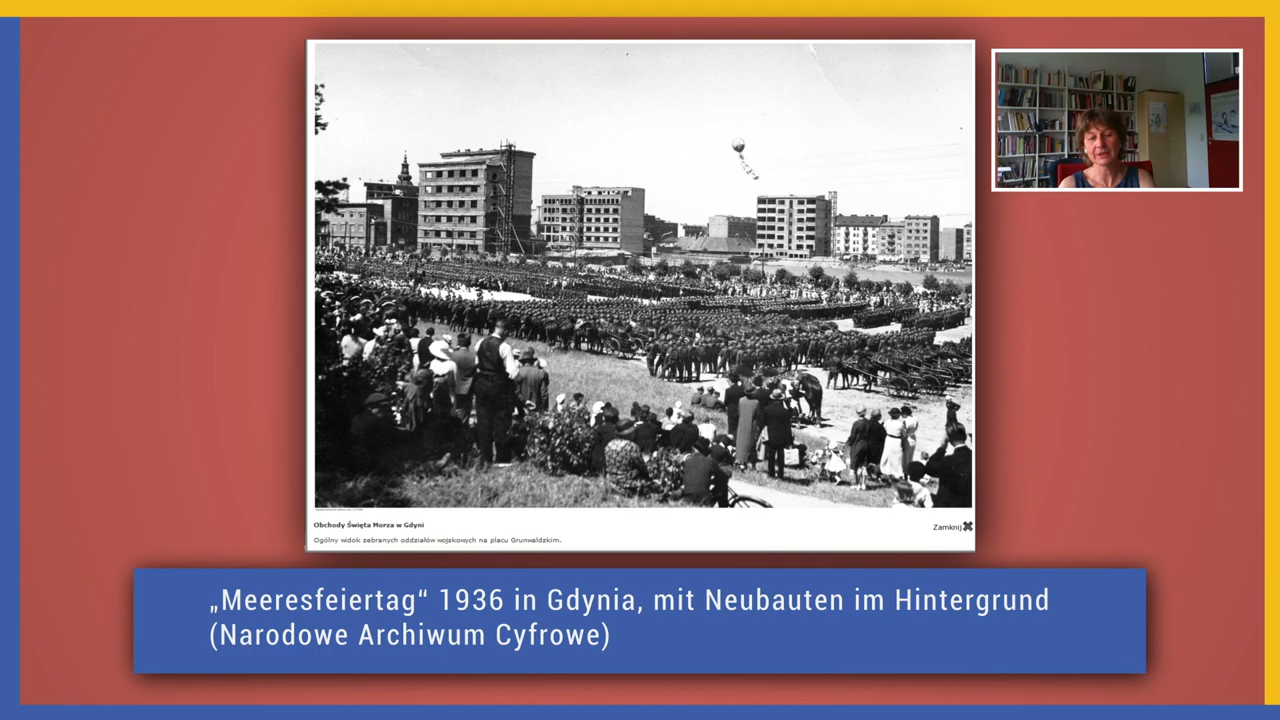 Obchody Święta Morza w Gdyni
Zamknij
Ogólny widok zebranych oddziałów wojskowych na placu Grunwaldzkim.
„Meeresfeiertag“ 1936 in Gdynia, mit Neubauten im Hintergrund
(Narodowe Archiwum Cyfrowe)